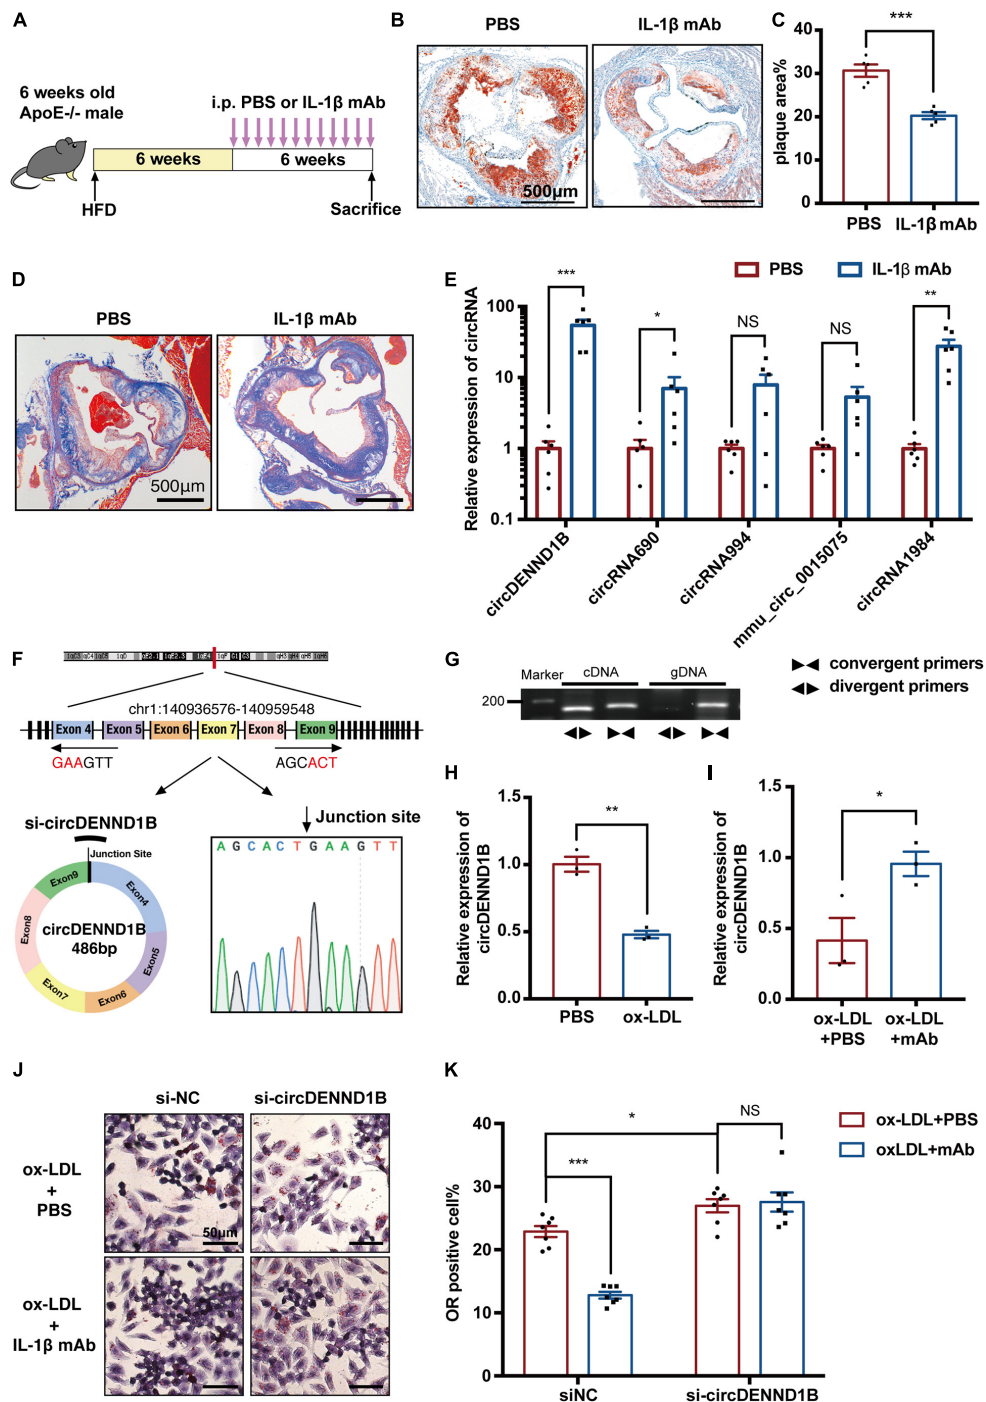 A
6 weeks old
ApoE-/- male
i.p. PBS or IL-1β mAb
6 weeks
6 weeks
HFD
Sacrifice
B
PBS
IL-1β mAb
500μm
C
***
plaque area%
40
30
20
10
0
PBS
IL-1β mAb
D
PBS
IL-1β mAb
500μm
E
PBS
IL-1β mAb
Relative expression of circRNA
100
10
1
0.1
***
*
NS
NS
**
circDENND1B
circRNA690
circRNA994
mmu_circ_0015075
circRNA1984
F
chr1:140936576-140959548
Exon 4
Exon 5
Exon 6
Exon 7
Exon 8
Exon 9
GAAGTT
AGCACT
si-circDENND1B
Junction Site
Exon9
Exon4
Exon8
Exon5
Exon7
Exon6
circDENND1B
486bp
Junction site
A G C A C T G A A G T T
G
Marker
cDNA
gDNA
200
convergent primers
divergent primers
H
Relative expression of
circDENND1B
1.5
1.0
0.5
0.0
**
PBS
ox-LDL
I
Relative expression of
circDENND1B
1.5
1.0
0.5
0.0
*
ox-LDL
+PBS
ox-LDL
+mAb
J
si-NC
si-circDENND1B
ox-LDL
+
PBS
50μm
ox-LDL
+
IL-1β mAb
K
OR positive cell%
40
30
20
10
0
*
***
NS
ox-LDL+PBS
oxLDL+mAb
siNC
si-circDENND1B